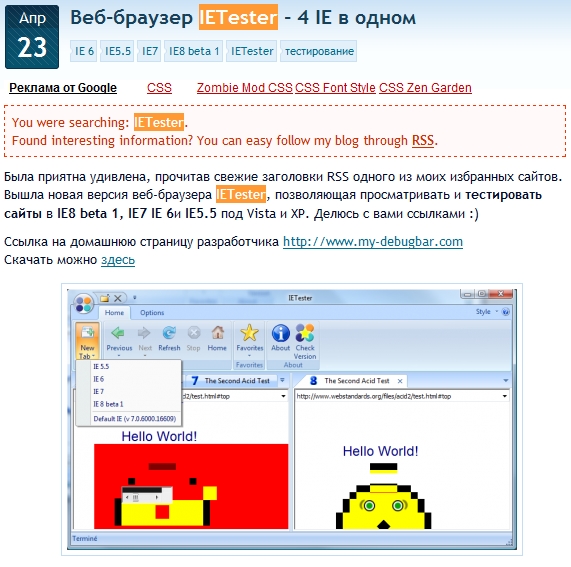 Апр
23
Веб-браузер IETester - 4 IE в одном
IE 6 IE5.5 IE7 IE8 beta 1 IETester тестирование
Реклама от Google CSS Zombie Mod CSS CSS Font Style CSS Zen Garden
You were searching: IETester.
Found interesting information? You can easily follow my blog through RSS.
Была приятна удивлена, прочитав свежие заголовки RSS одного из моих избранных сайтов.
Вышла новая версия веб-браузера IETester, позволяющая просматривать и тестировать
сайты в IE8 beta 1, IE7 IE 6и IE5.5 под Vista и XP. Делюсь с вами ссылками :)
Ссылка на домашнюю страницу разработчика http://www.my-debugbar.com
Скачать можно здесь
IETester
Home Options Style
New Tab Previous Next Refresh Stop Home Favorites About Check Version
Favorites About
IE 5.5
IE 6
IE 7
IE 8 beta 1
Default IE (v 7.0.6000.16609)
7 The Second Acid Test 8 The Second Acid Test
acid2/test.html#top http://www.webstandards.org/files/acid2/test.html#top
Hello World! Hello World!
Terminé